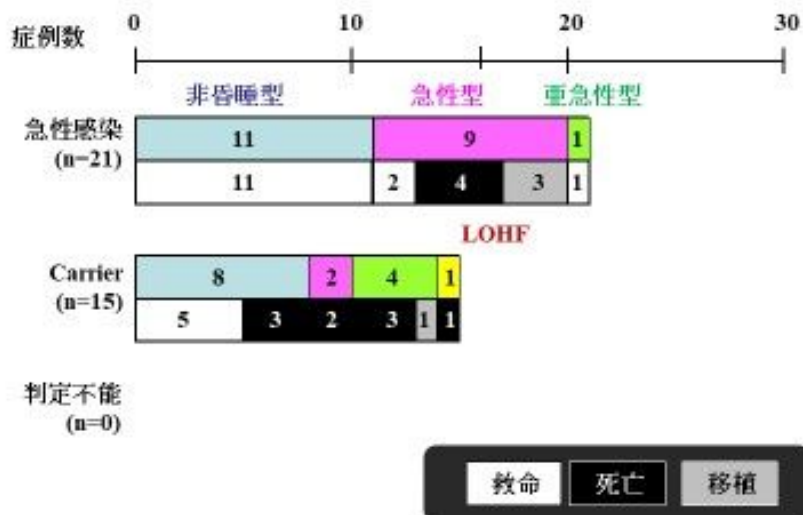 症例数 0 10 20 30
非昏睡型 急性型 亜急性型
急性感染
(n=21)
11 9 1
11 2 4 3 1
LOHF
Carrier
(n=15)
8 2 4 1
5 3 2 3 1 1
判定不能
(n=0)
救命 死亡 移植